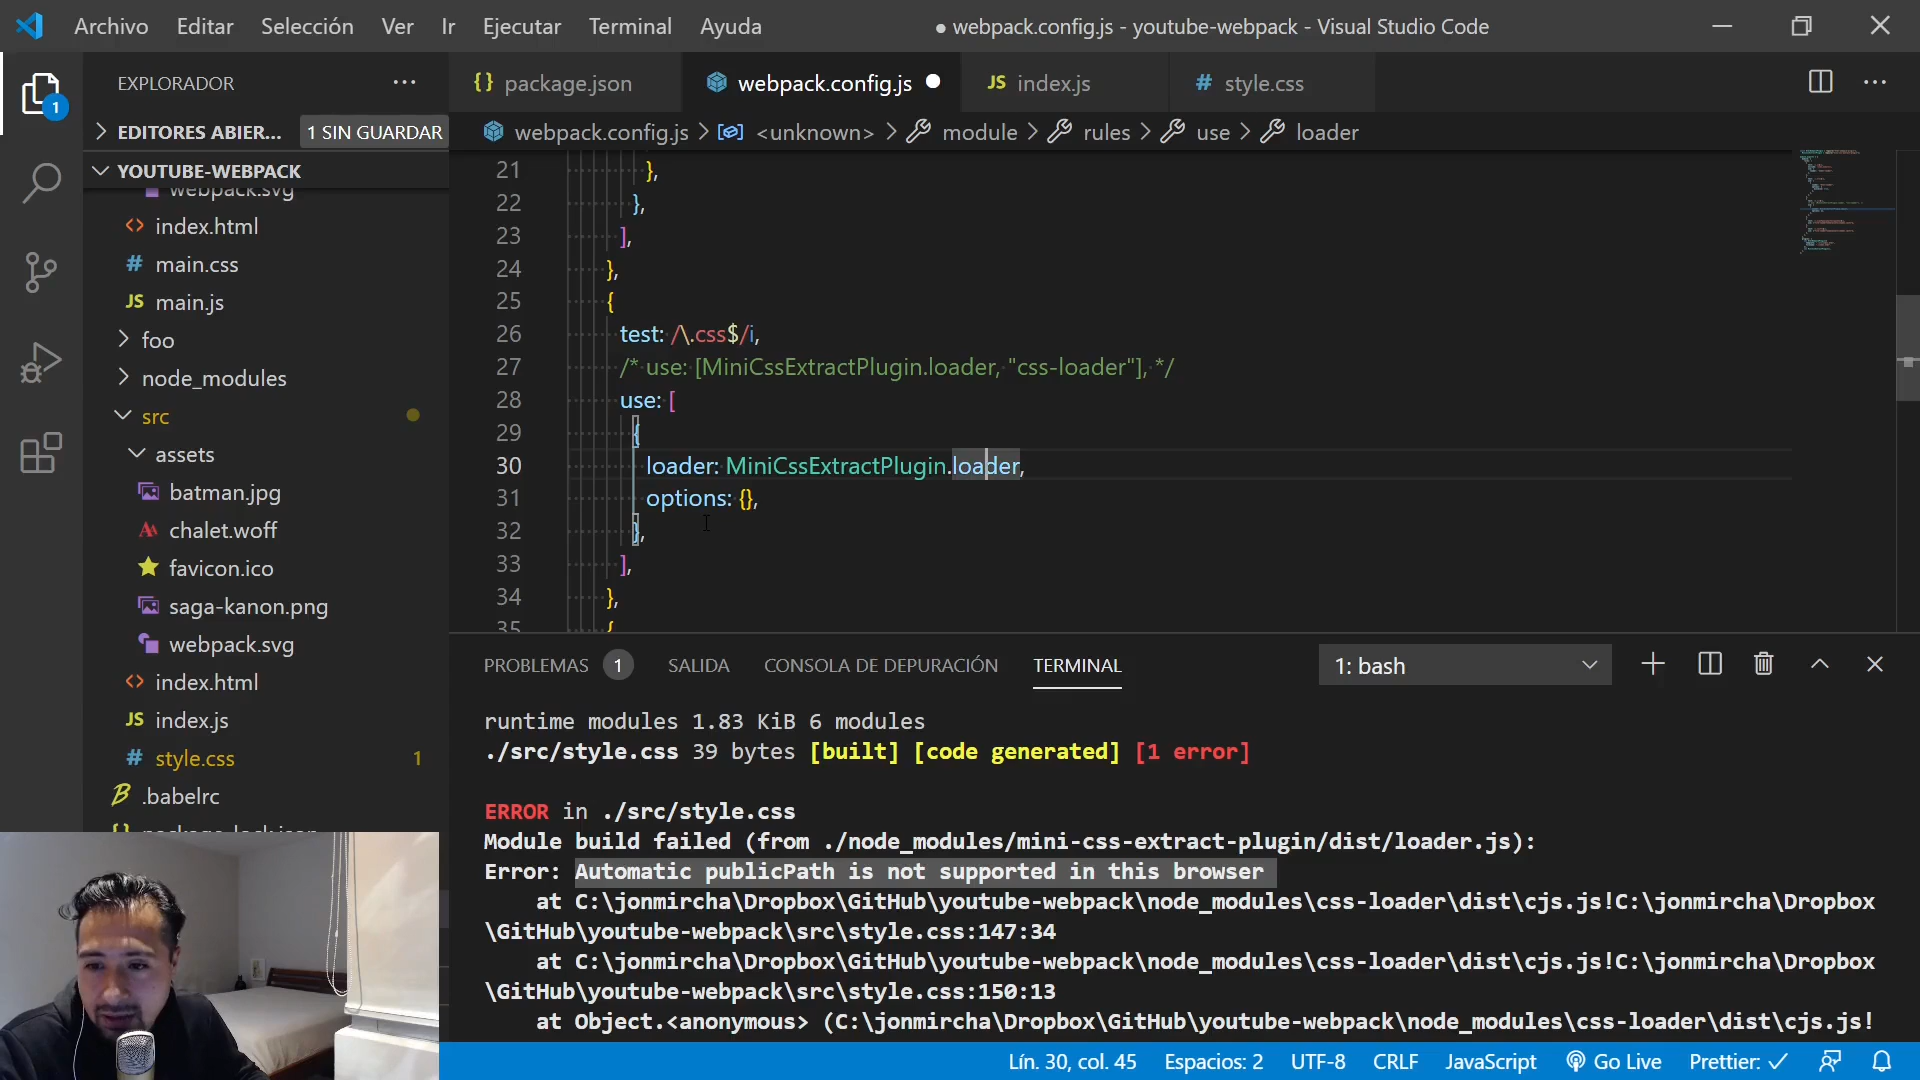 Archivo Editar Selección Ver Ir Ejecutar Terminal Ayuda ● webpack.config.js - youtube-webpack - Visual Studio Code
EXPLORADOR
{} package.json webpack.config.js JS index.js # style.css
EDITORES ABIER... 1 SIN GUARDAR
webpack.config.js > <unknown> > module > rules > use > loader
YOUTUBE-WEBPACK
1
webpack.svg
<> index.html
# main.css
JS main.js
foo
node_modules
src
assets
batman.jpg
chalet.woff
favicon.ico
saga-kanon.png
webpack.svg
<> index.html
JS index.js
# style.css 1
.babelrc
21 },
22 },
23 ],
24 },
25 {
26 test: /\.css$/i,
27 /* use: [MiniCssExtractPlugin.loader, "css-loader"], */
28 use: [
29 {
30 loader: MiniCssExtractPlugin.loader,
31 options: {},
32 },
33 ],
34 },
35 {
PROBLEMAS 1 SALIDA CONSOLA DE DEPURACIÓN TERMINAL 1: bash
runtime modules 1.83 KiB 6 modules
./src/style.css 39 bytes [built] [code generated] [1 error]
ERROR in ./src/style.css
Module build failed (from ./node_modules/mini-css-extract-plugin/dist/loader.js):
Error: Automatic publicPath is not supported in this browser
at C:\jonmircha\Dropbox\GitHub\youtube-webpack\node_modules\css-loader\dist\cjs.js!C:\jonmircha\Dropbox
\GitHub\youtube-webpack\src\style.css:147:34
at C:\jonmircha\Dropbox\GitHub\youtube-webpack\node_modules\css-loader\dist\cjs.js!C:\jonmircha\Dropbox
\GitHub\youtube-webpack\src\style.css:150:13
at Object.<anonymous> (C:\jonmircha\Dropbox\GitHub\youtube-webpack\node_modules\css-loader\dist\cjs.js!
Lín. 30, col. 45 Espacios: 2 UTF-8 CRLF JavaScript Go Live Prettier: ✓